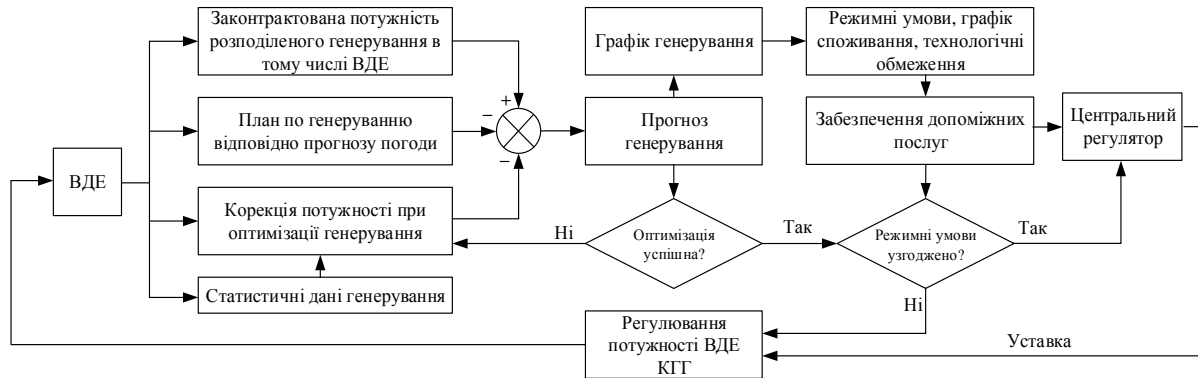 ВДЕ
Законтрактована потужність
розподіленого генерування в
тому числі ВДЕ
План по генеруванню
відповідно прогнозу погоди
Корекція потужності при
оптимізації генерування
Статистичні дані генерування
+
−
−
Графік генерування
Прогноз
генерування
Режимні умови, графік
споживання, технологічні
обмеження
Забезпечення допоміжних
послуг
Центральний
регулятор
Ні
Оптимізація
успішна?
Так
Режимні умови
узгоджено?
Так
Ні
Регулювання
потужності ВДЕ
КГГ
Уставка